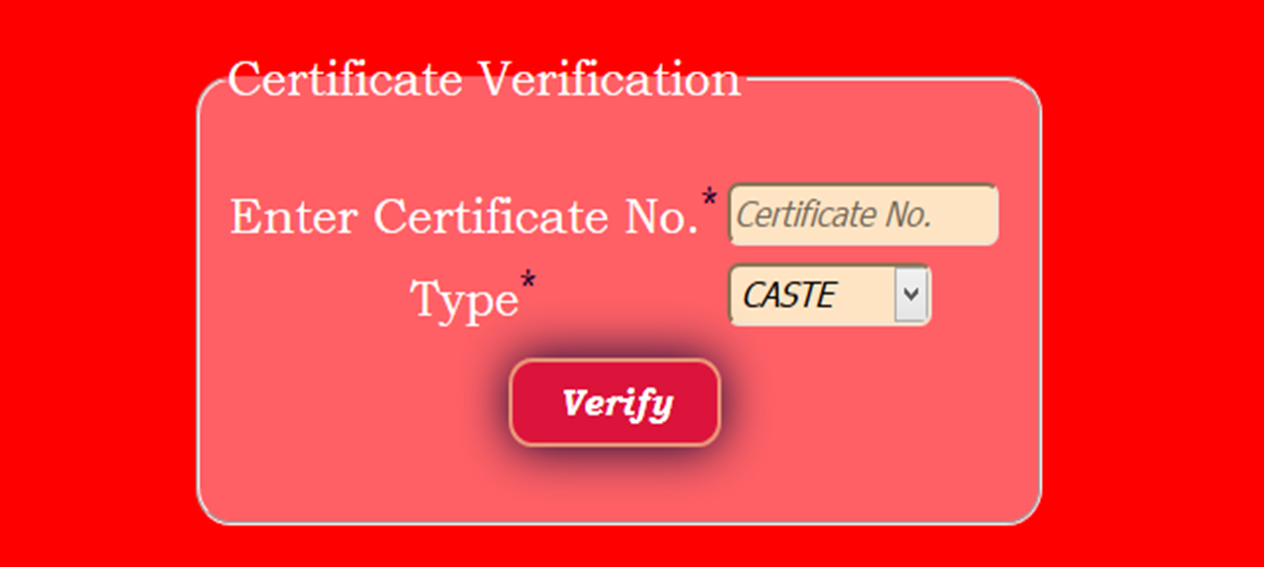 Certificate Verification
Enter Certificate No.* Certificate No.
Type* CASTE
Verify